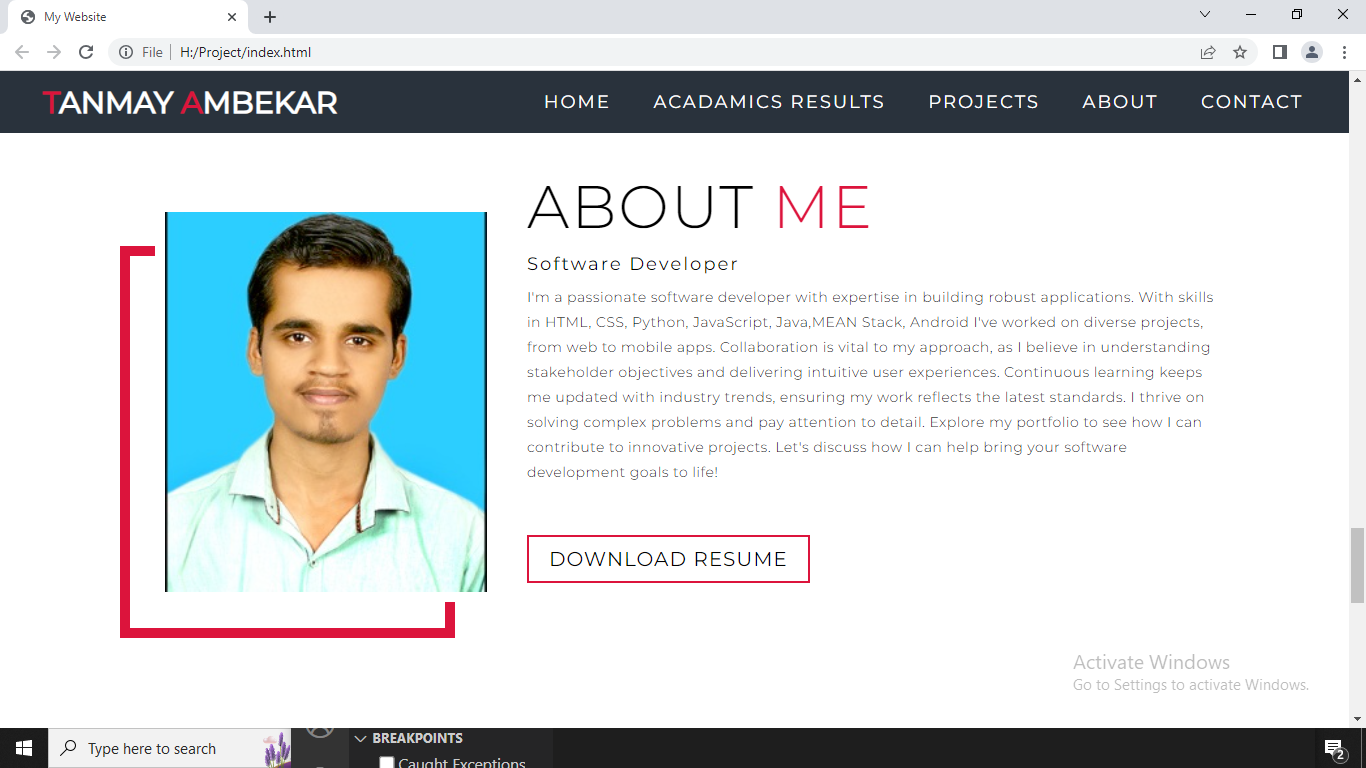 My Website
File
H:/Project/index.html
TANMAY AMBEKAR
HOME
ACADAMICS RESULTS
PROJECTS
ABOUT
CONTACT
ABOUT ME
Software Developer
I'm a passionate software developer with expertise in building robust applications. With skills
in HTML, CSS, Python, JavaScript, Java,MEAN Stack, Android I've worked on diverse projects,
from web to mobile apps. Collaboration is vital to my approach, as I believe in understanding
stakeholder objectives and delivering intuitive user experiences. Continuous learning keeps
me updated with industry trends, ensuring my work reflects the latest standards. I thrive on
solving complex problems and pay attention to detail. Explore my portfolio to see how I can
contribute to innovative projects. Let's discuss how I can help bring your software
development goals to life!
DOWNLOAD RESUME
Activate Windows
Go to Settings to activate Windows.
BREAKPOINTS
Caught Exceptions
Type here to search
2